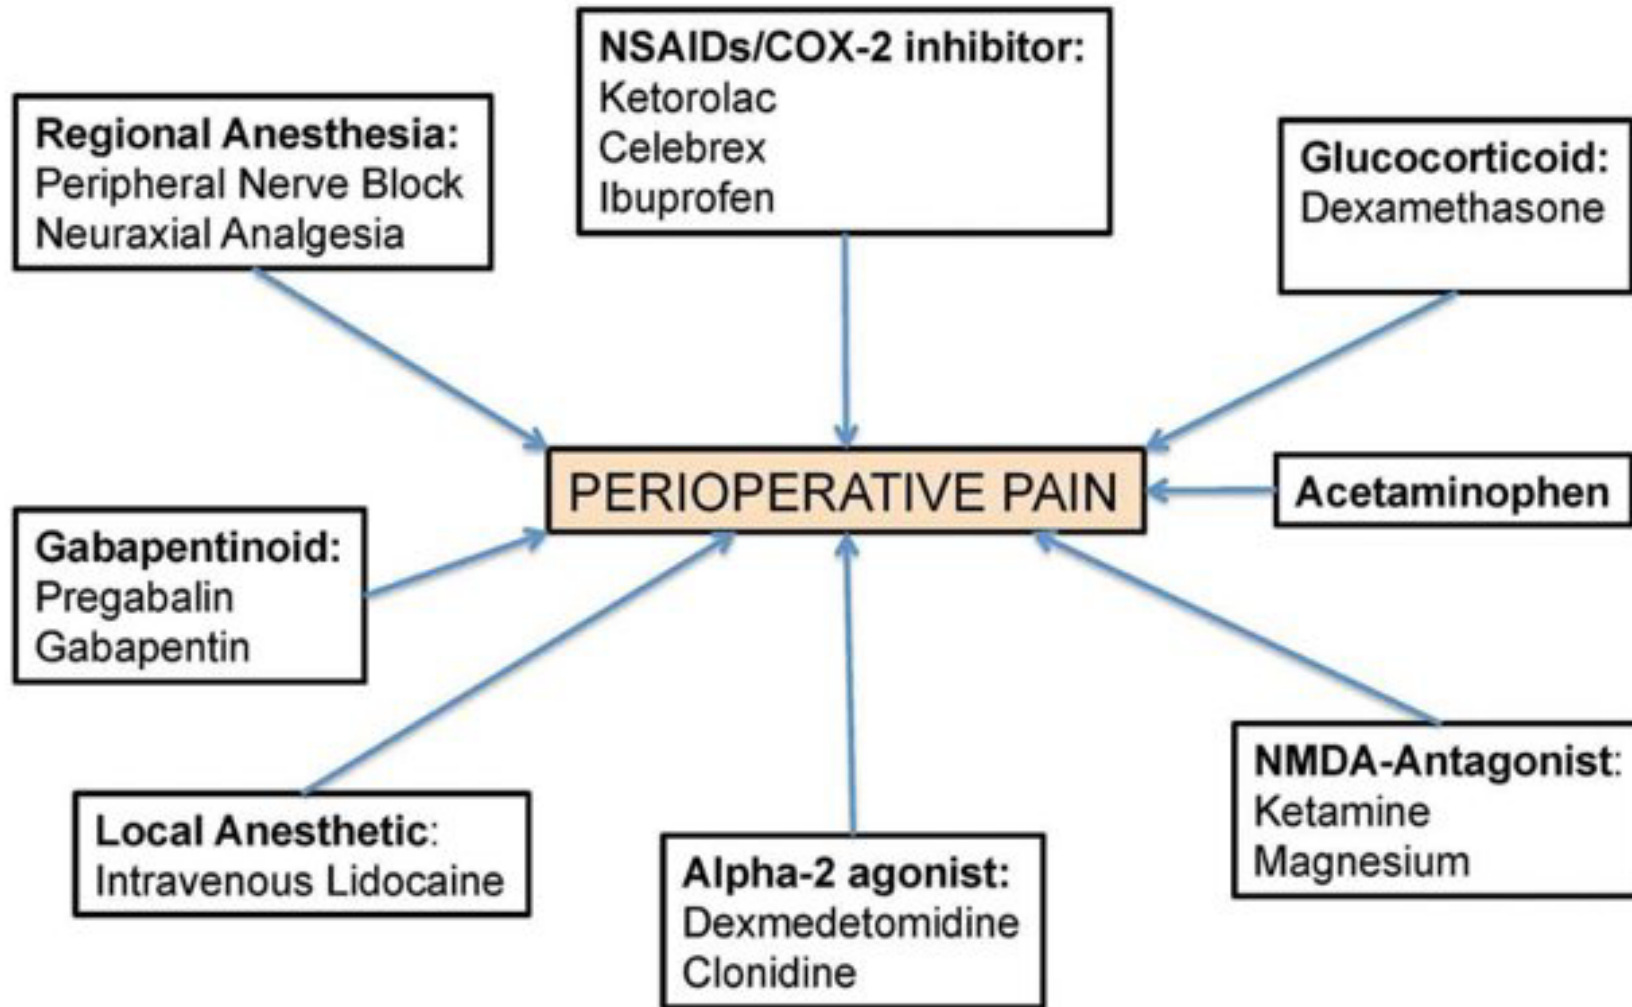 NSAIDs/COX-2 inhibitor:
Ketorolac
Celebrex
Ibuprofen
Regional Anesthesia:
Peripheral Nerve Block
Neuraxial Analgesia
Glucocorticoid:
Dexamethasone
PERIOPERATIVE PAIN
Acetaminophen
Gabapentinoid:
Pregabalin
Gabapentin
Local Anesthetic:
Intravenous Lidocaine
Alpha-2 agonist:
Dexmedetomidine
Clonidine
NMDA-Antagonist:
Ketamine
Magnesium